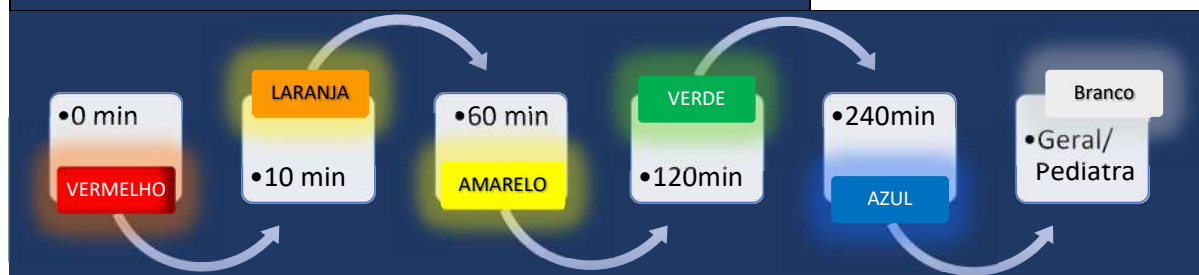 •0 min
VERMELHO
LARANJA
•10 min
•60 min
AMARELO
VERDE
•120min
•240min
AZUL
Branco
•Geral/
Pediatra